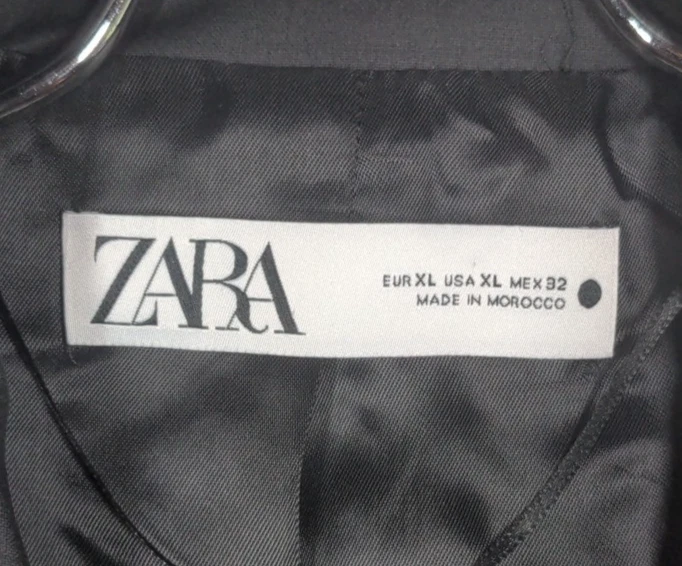 ZARA
EUR XL USA XL MEX 32
MADE IN MOROCCO